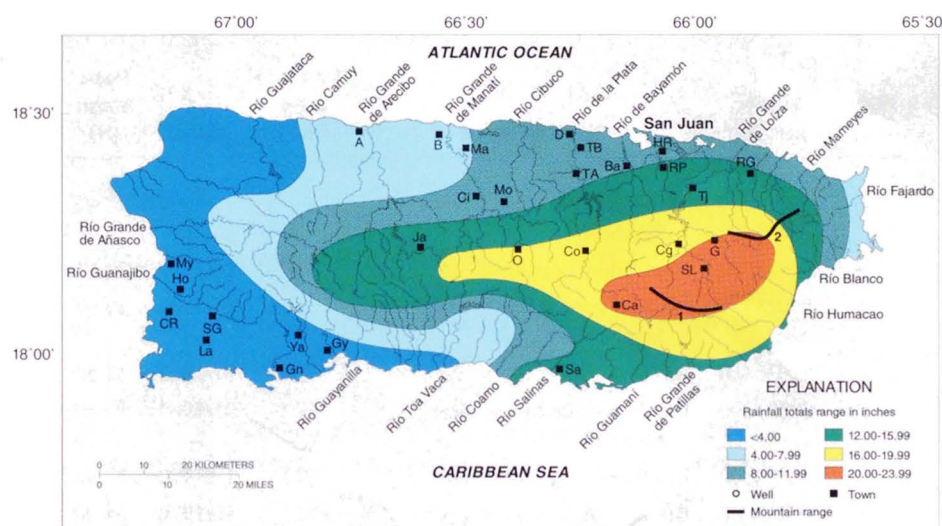 67°00'
66°30'
66°00'
65°30'
18°30'
18°00'
ATLANTIC OCEAN
Río Guajataca
Río Camuy
Río Grande
de Arecibo
Río Grande
de Manatí
Río Cibuco
Río de la Plata
Río de Bayamón
San Juan
Río Grande
de Loíza
Río Mameyes
Río Fajardo
Río Blanco
Río Humacao
Río Grande
de Añasco
Río Guanajibo
A
B
Ma
D
TB
HR
Ba
RP
RG
TA
Ci
Mo
Tj
Ja
O
Co
Cg
G
2
SL
Ca
1
My
Ho
CR
SG
La
Ya
Gy
Gn
Sa
Río Guayanilla
Río Toa Vaca
Río Coamo
Río Salinas
Río Guamani
Río Grande
de Patillas
CARIBBEAN SEA
0 10 20 KILOMETERS
0 10 20 MILES
EXPLANATION
Rainfall totals range in inches
<4.00
4.00-7.99
8.00-11.99
12.00-15.99
16.00-19.99
20.00-23.99
Well
Town
Mountain range